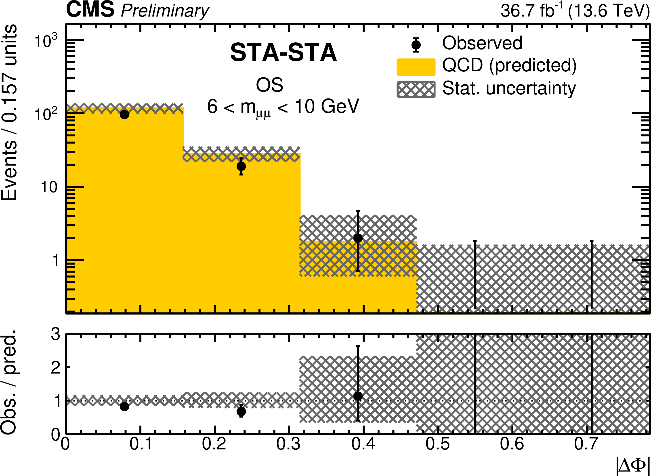 CMS Preliminary 36.7 fb⁻¹ (13.6 TeV)
Events / 0.157 units
10³
10²
10
1
STA-STA
OS
6 < mμμ < 10 GeV
Observed
QCD (predicted)
Stat. uncertainty
Obs. / pred.
3
2
1
0
0 0.1 0.2 0.3 0.4 0.5 0.6 0.7
|ΔΦ|